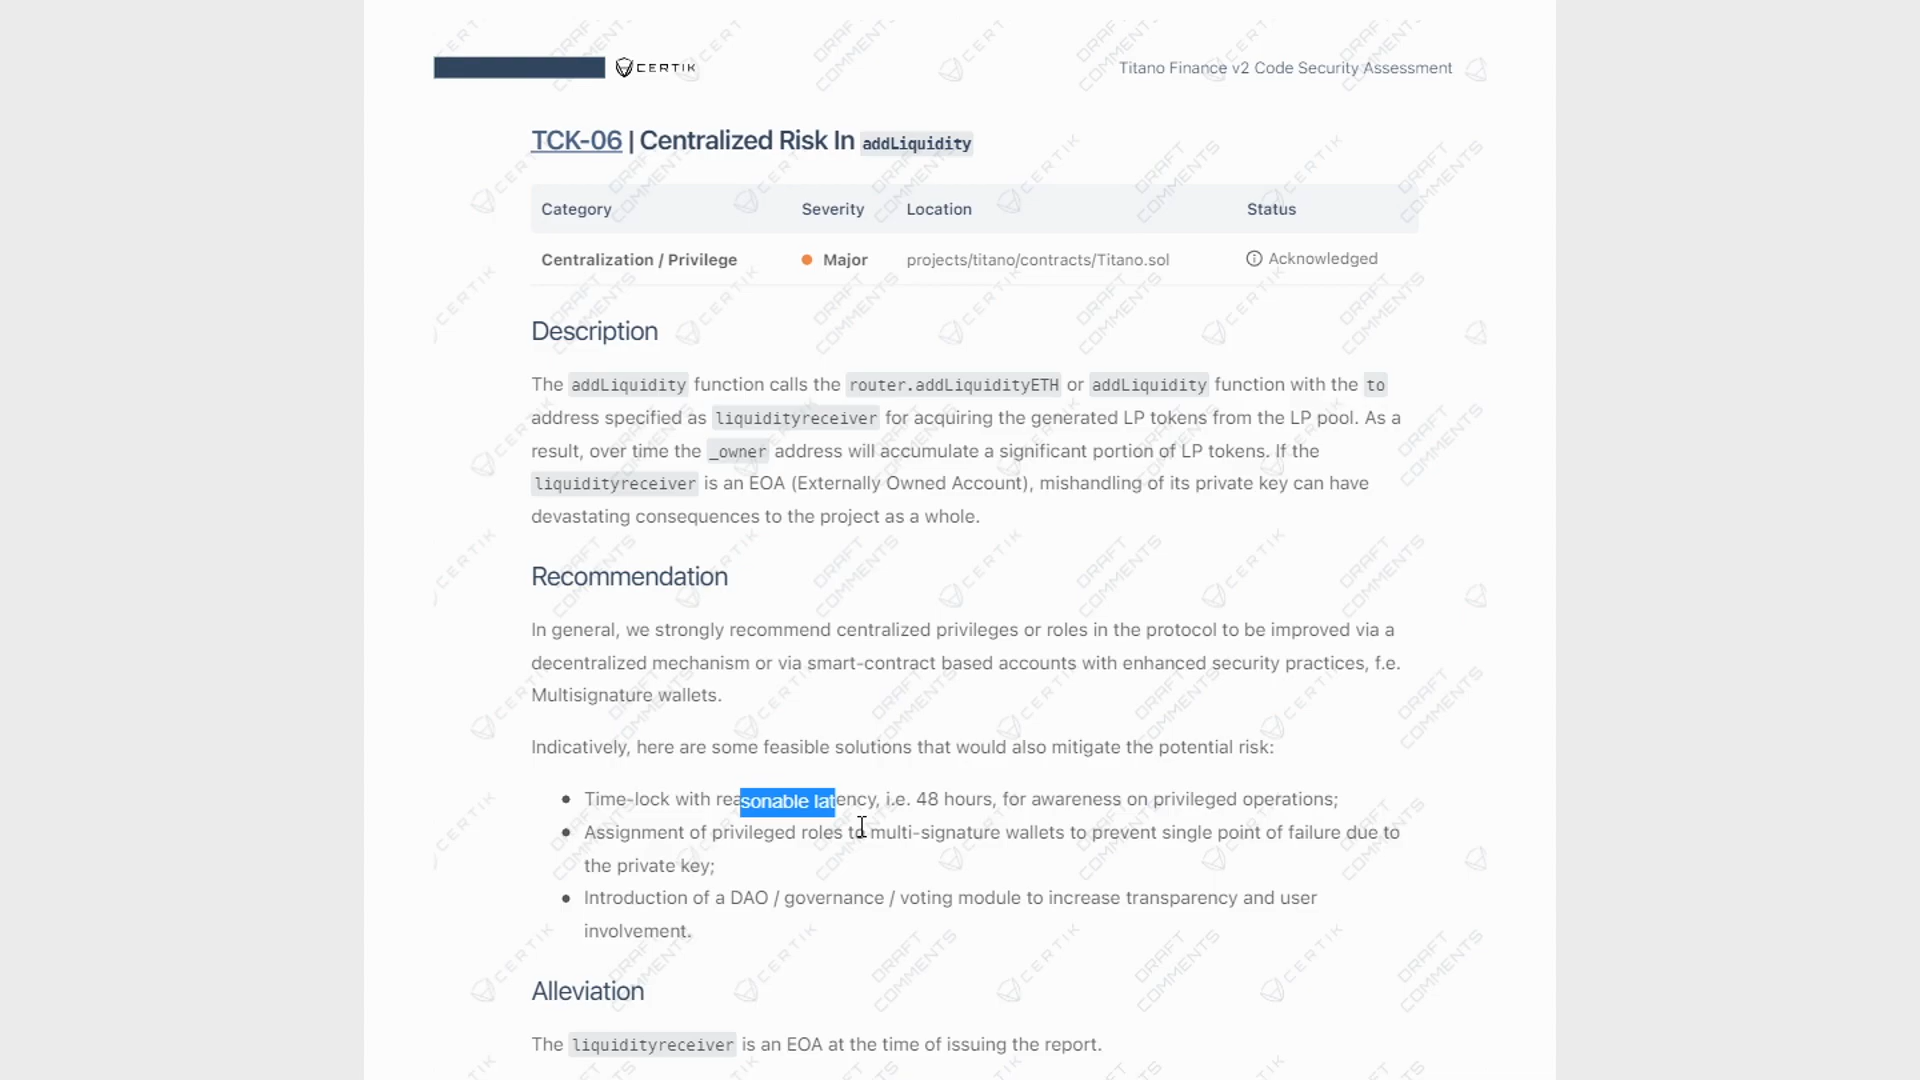 CERTIK
Titano Finance v2 Code Security Assessment
TCK-06 | Centralized Risk In addLiquidity
Category Severity Location Status
Centralization / Privilege Major projects/titano/contracts/Titano.sol Acknowledged
Description
The addLiquidity function calls the router.addLiquidityETH or addLiquidity function with the to
address specified as liquidityreceiver for acquiring the generated LP tokens from the LP pool. As a
result, over time the _owner address will accumulate a significant portion of LP tokens. If the
liquidityreceiver is an EOA (Externally Owned Account), mishandling of its private key can have
devastating consequences to the project as a whole.
Recommendation
In general, we strongly recommend centralized privileges or roles in the protocol to be improved via a
decentralized mechanism or via smart-contract based accounts with enhanced security practices, f.e.
Multisignature wallets.
Indicatively, here are some feasible solutions that would also mitigate the potential risk:
Time-lock with reasonable latency, i.e. 48 hours, for awareness on privileged operations;
Assignment of privileged roles to multi-signature wallets to prevent single point of failure due to
the private key;
Introduction of a DAO / governance / voting module to increase transparency and user
involvement.
Alleviation
The liquidityreceiver is an EOA at the time of issuing the report.
DRAFT
COMMENTS
CERTIK